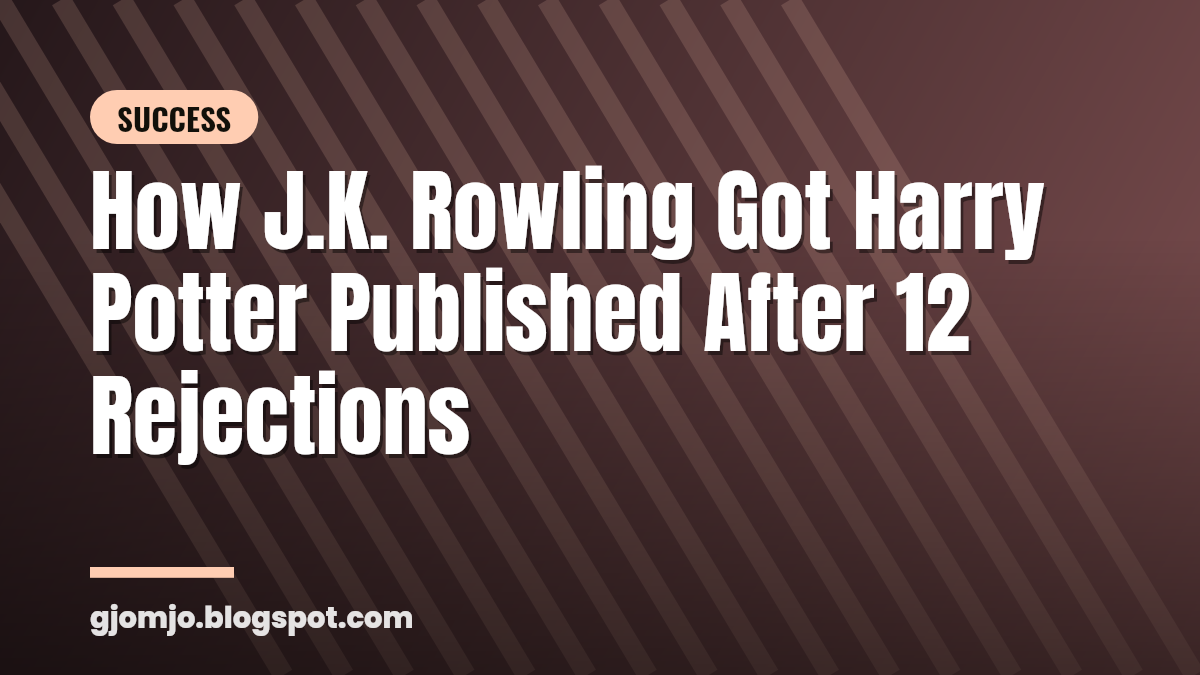 SUCCESS
How J.K. Rowling Got Harry
Potter Published After 12
Rejections
gjomjo.blogspot.com